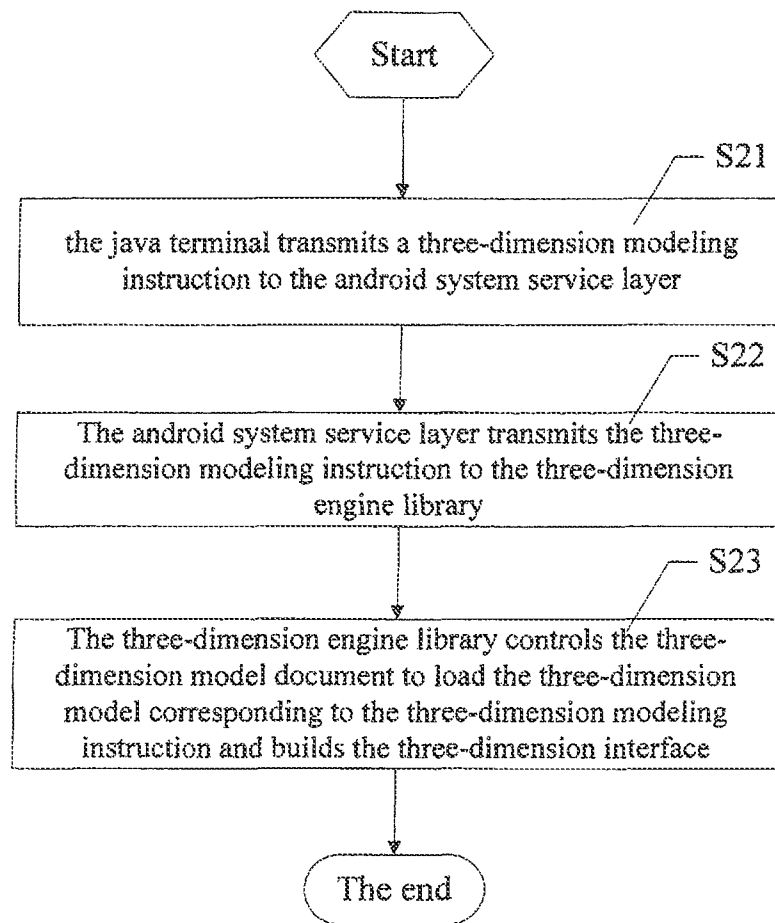 Start
S21
the java terminal transmits a three-dimension modeling
instruction to the android system service layer
S22
The android system service layer transmits the three-
dimension modeling instruction to the three-dimension
engine library
S23
The three-dimension engine library controls the three-
dimension model document to load the three-dimension
model corresponding to the three-dimension modeling
instruction and builds the three-dimension interface
The end